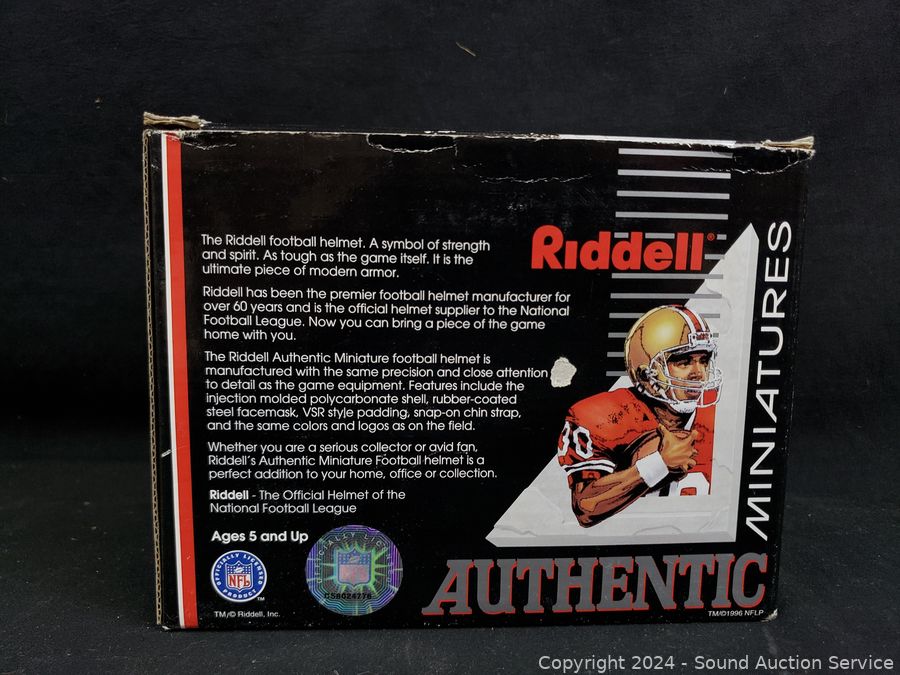 The Riddell football helmet. A symbol of strength
and spirit. As tough as the game itself. It is the
ultimate piece of modern armor.
Riddell has been the premier football helmet manufacturer for
over 60 years and is the official helmet supplier to the National
Football League. Now you can bring a piece of the game
home with you.
The Riddell Authentic Miniature football helmet is
manufactured with the same precision and close attention
to detail as the game equipment. Features include the
injection molded polycarbonate shell, rubber-coated
steel facemask, VSR style padding, snap-on chin strap,
and the same colors and logos as on the field.
Whether you are a serious collector or avid fan,
Riddell's Authentic Miniature Football helmet is a
perfect addition to your home, office or collection.
Riddell - The Official Helmet of the
National Football League
Ages 5 and Up
OFFICIALLY LICENSED
NFL
PRODUCT
TM
TM/© Riddell, Inc.
Riddell®
80
MINIATURES
AUTHENTIC
TM/©1996 NFLP
Copyright 2024 - Sound Auction Service